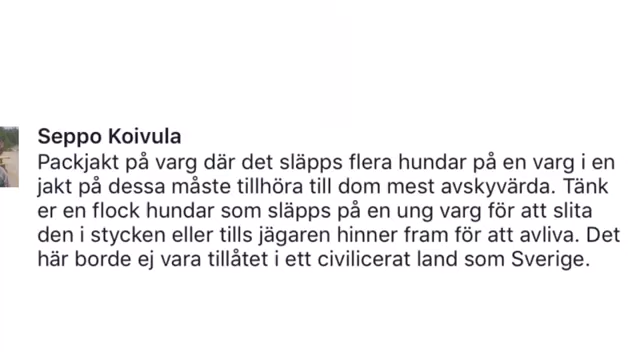 Seppo Koivula
Packjakt på varg där det släpps flera hundar på en varg i en
jakt på dessa måste tillhöra till dom mest avskyvärda. Tänk
er en flock hundar som släpps på en ung varg för att slita
den i stycken eller tills jägaren hinner fram för att avliva. Det
här borde ej vara tillåtet i ett civilicerat land som Sverige.